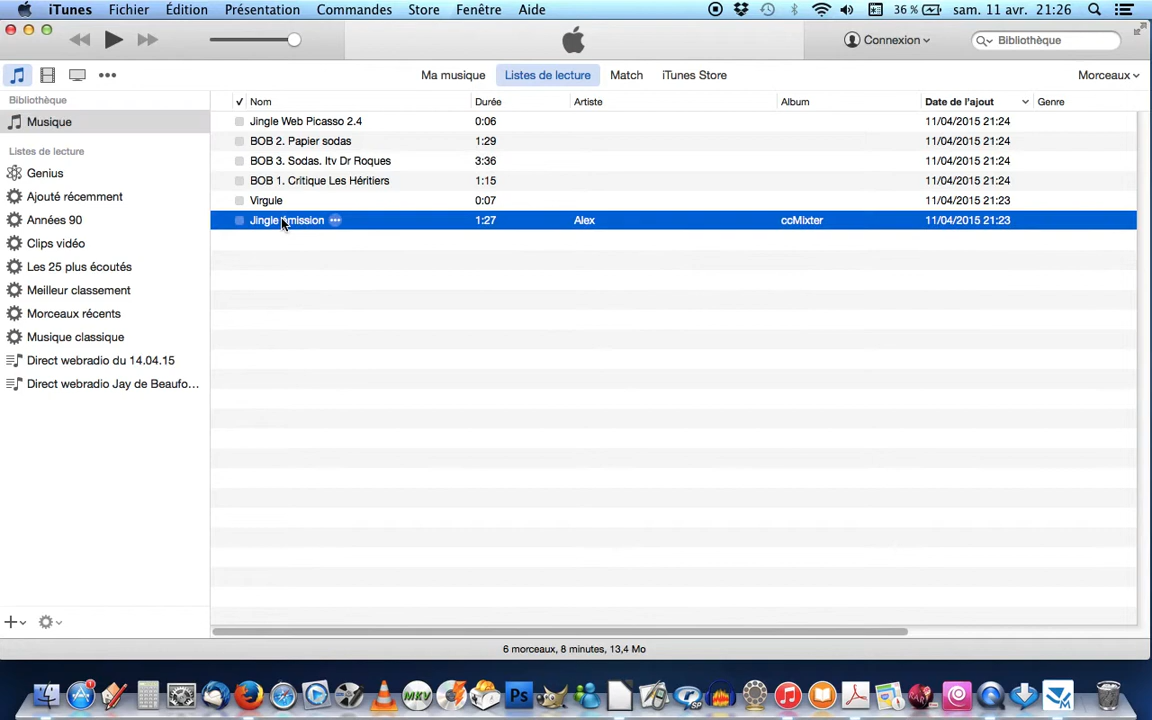 iTunes Fichier Édition Présentation Commandes Store Fenêtre Aide 36 % sam. 11 avr. 21:26
Connexion Bibliothèque
Ma musique Listes de lecture Match iTunes Store Morceaux
Bibliothèque
Musique
Listes de lecture
Genius
Ajouté récemment
Années 90
Clips vidéo
Les 25 plus écoutés
Meilleur classement
Morceaux récents
Musique classique
Direct webradio du 14.04.15
Direct webradio Jay de Beaufo...
✓ Nom Durée Artiste Album Date de l'ajout Genre
Jingle Web Picasso 2.4 0:06 11/04/2015 21:24
BOB 2. Papier sodas 1:29 11/04/2015 21:24
BOB 3. Sodas. Itv Dr Roques 3:36 11/04/2015 21:24
BOB 1. Critique Les Héritiers 1:15 11/04/2015 21:24
Virgule 0:07 11/04/2015 21:23
Jingle émission 1:27 Alex ccMixter 11/04/2015 21:23
6 morceaux, 8 minutes, 13,4 Mo
MKV Ps